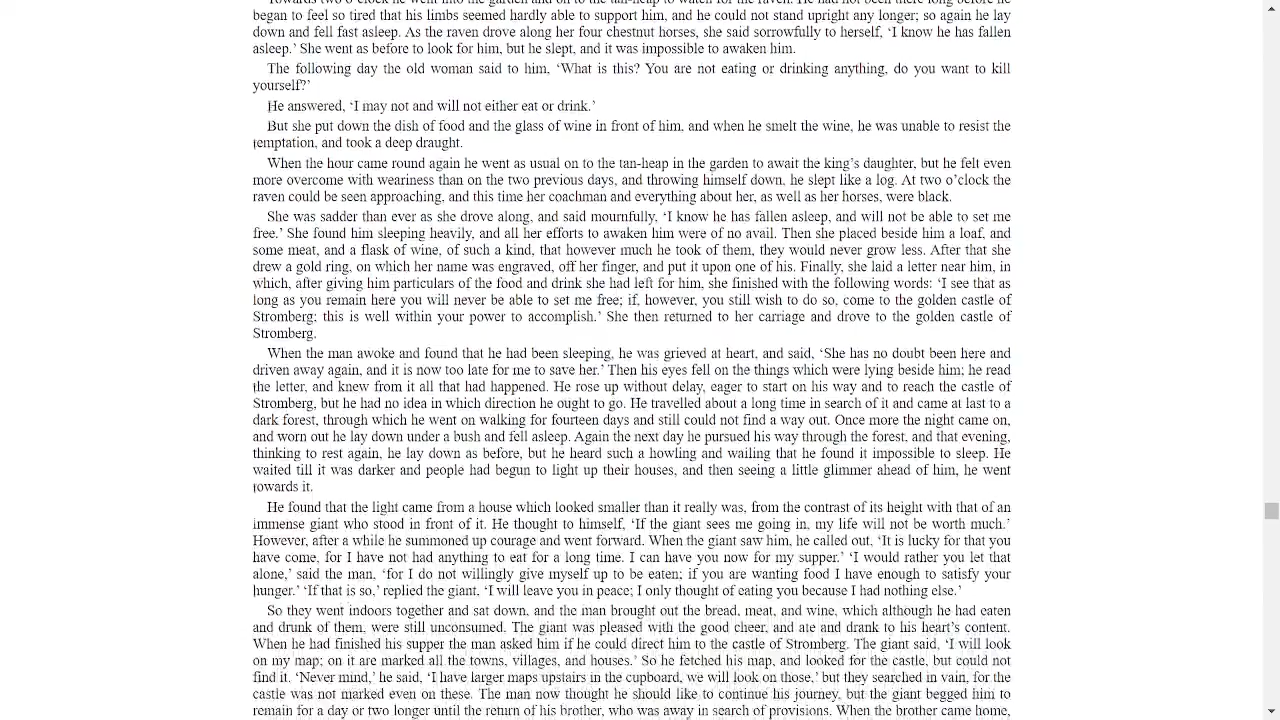 Towards two o'clock he went into the garden and on to the tan-heap to watch for the raven. He had not been there long before he
began to feel so tired that his limbs seemed hardly able to support him, and he could not stand upright any longer; so again he lay
down and fell fast asleep. As the raven drove along her four chestnut horses, she said sorrowfully to herself, ‘I know he has fallen
asleep.’ She went as before to look for him, but he slept, and it was impossible to awaken him.
The following day the old woman said to him, ‘What is this? You are not eating or drinking anything, do you want to kill
yourself?’
He answered, ‘I may not and will not either eat or drink.’
But she put down the dish of food and the glass of wine in front of him, and when he smelt the wine, he was unable to resist the
temptation, and took a deep draught.
When the hour came round again he went as usual on to the tan-heap in the garden to await the king’s daughter, but he felt even
more overcome with weariness than on the two previous days, and throwing himself down, he slept like a log. At two o’clock the
raven could be seen approaching, and this time her coachman and everything about her, as well as her horses, were black.
She was sadder than ever as she drove along, and said mournfully, ‘I know he has fallen asleep, and will not be able to set me
free.’ She found him sleeping heavily, and all her efforts to awaken him were of no avail. Then she placed beside him a loaf, and
some meat, and a flask of wine, of such a kind, that however much he took of them, they would never grow less. After that she
drew a gold ring, on which her name was engraved, off her finger, and put it upon one of his. Finally, she laid a letter near him, in
which, after giving him particulars of the food and drink she had left for him, she finished with the following words: ‘I see that as
long as you remain here you will never be able to set me free; if, however, you still wish to do so, come to the golden castle of
Stromberg; this is well within your power to accomplish.’ She then returned to her carriage and drove to the golden castle of
Stromberg.
When the man awoke and found that he had been sleeping, he was grieved at heart, and said, ‘She has no doubt been here and
driven away again, and it is now too late for me to save her.’ Then his eyes fell on the things which were lying beside him; he read
the letter, and knew from it all that had happened. He rose up without delay, eager to start on his way and to reach the castle of
Stromberg, but he had no idea in which direction he ought to go. He travelled about a long time in search of it and came at last to a
dark forest, through which he went on walking for fourteen days and still could not find a way out. Once more the night came on,
and worn out he lay down under a bush and fell asleep. Again the next day he pursued his way through the forest, and that evening,
thinking to rest again, he lay down as before, but he heard such a howling and wailing that he found it impossible to sleep. He
waited till it was darker and people had begun to light up their houses, and then seeing a little glimmer ahead of him, he went
towards it.
He found that the light came from a house which looked smaller than it really was, from the contrast of its height with that of an
immense giant who stood in front of it. He thought to himself, ‘If the giant sees me going in, my life will not be worth much.’
However, after a while he summoned up courage and went forward. When the giant saw him, he called out, ‘It is lucky for that you
have come, for I have not had anything to eat for a long time. I can have you now for my supper.’ ‘I would rather you let that
alone,’ said the man, ‘for I do not willingly give myself up to be eaten; if you are wanting food I have enough to satisfy your
hunger.’ ‘If that is so,’ replied the giant, ‘I will leave you in peace; I only thought of eating you because I had nothing else.’
So they went indoors together and sat down, and the man brought out the bread, meat, and wine, which although he had eaten
and drunk of them, were still unconsumed. The giant was pleased with the good cheer, and ate and drank to his heart’s content.
When he had finished his supper the man asked him if he could direct him to the castle of Stromberg. The giant said, ‘I will look
on my map; on it are marked all the towns, villages, and houses.’ So he fetched his map, and looked for the castle, but could not
find it. ‘Never mind,’ he said, ‘I have larger maps upstairs in the cupboard, we will look on those,’ but they searched in vain, for the
castle was not marked even on these. The man now thought he should like to continue his journey, but the giant begged him to
remain for a day or two longer until the return of his brother, who was away in search of provisions. When the brother came home,